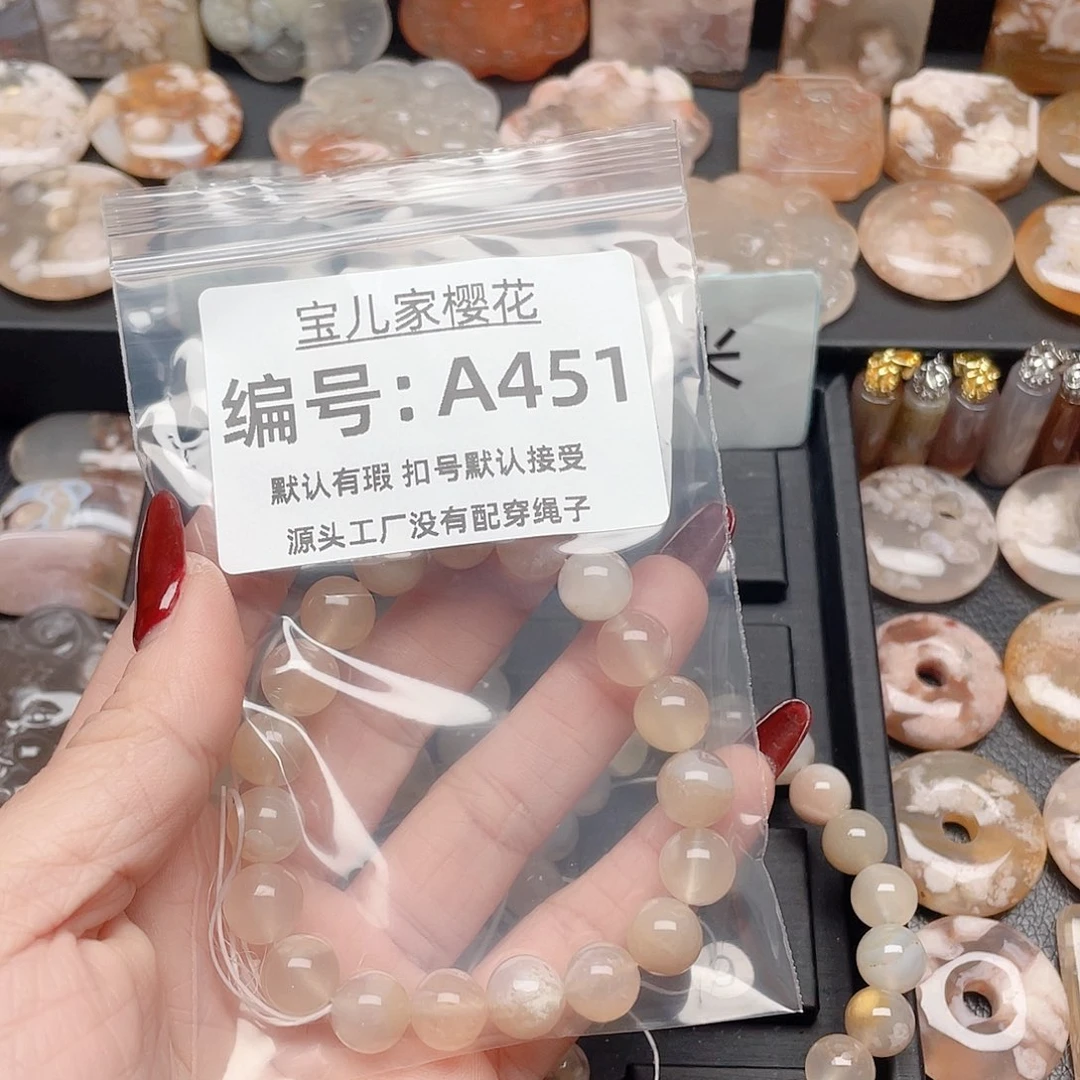 宝儿家樱花
编号：A451
默认有瑕 扣号默认接受
源头工厂没有配穿绳子
米